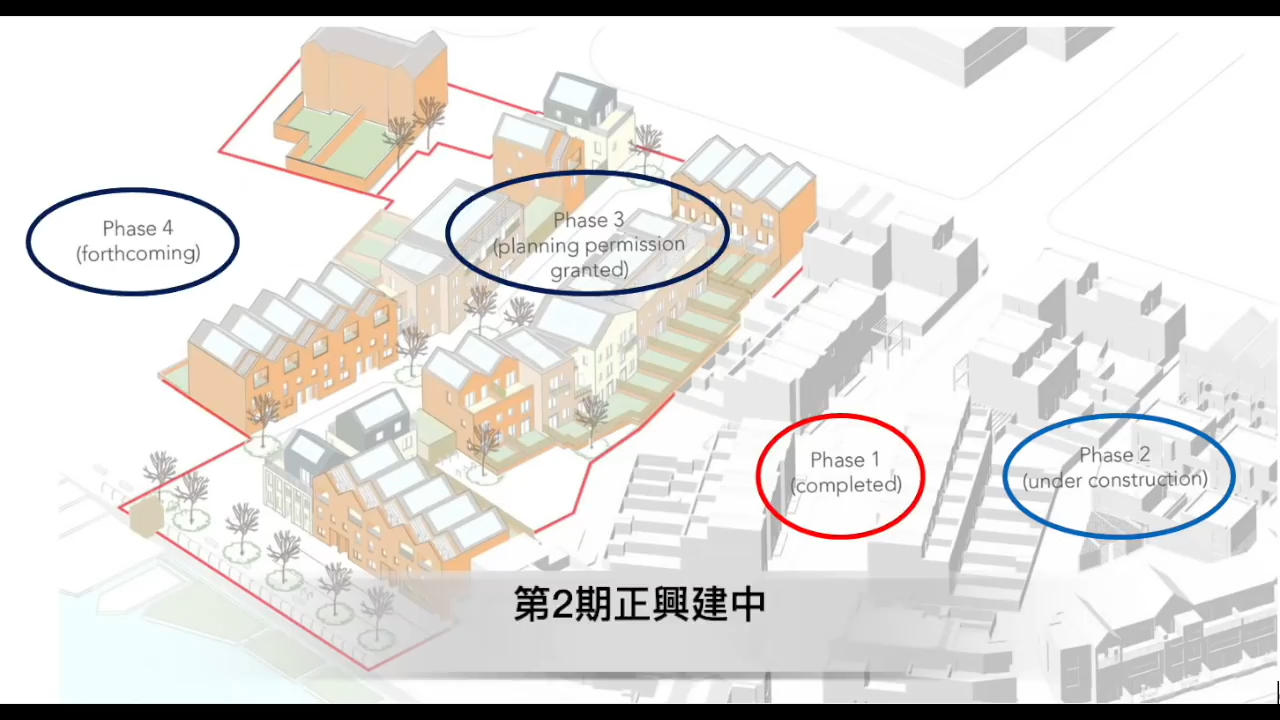 Phase 4
(forthcoming)
Phase 3
(planning permission
granted)
Phase 1
(completed)
Phase 2
(under construction)
第2期正興建中